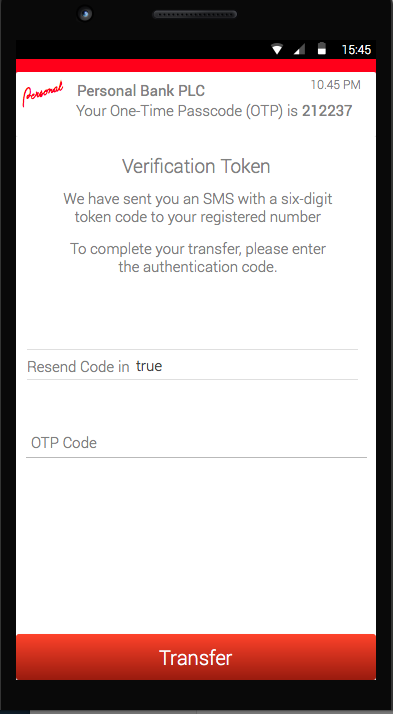 15:45
Personal
Personal Bank PLC
10.45 PM
Your One-Time Passcode (OTP) is 212237
Verification Token
We have sent you an SMS with a six-digit
token code to your registered number
To complete your transfer, please enter
the authentication code.
Resend Code in true
OTP Code
Transfer